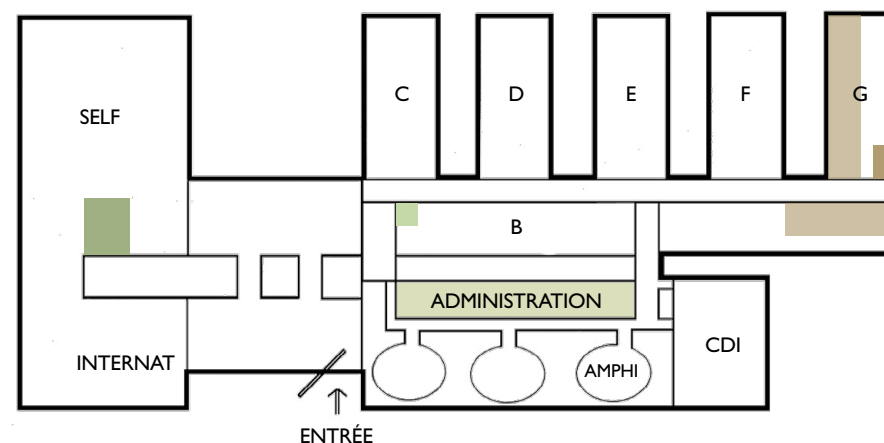 C
D
E
F
G
SELF
B
ADMINISTRATION
INTERNAT
AMPHI
CDI
ENTRÉE